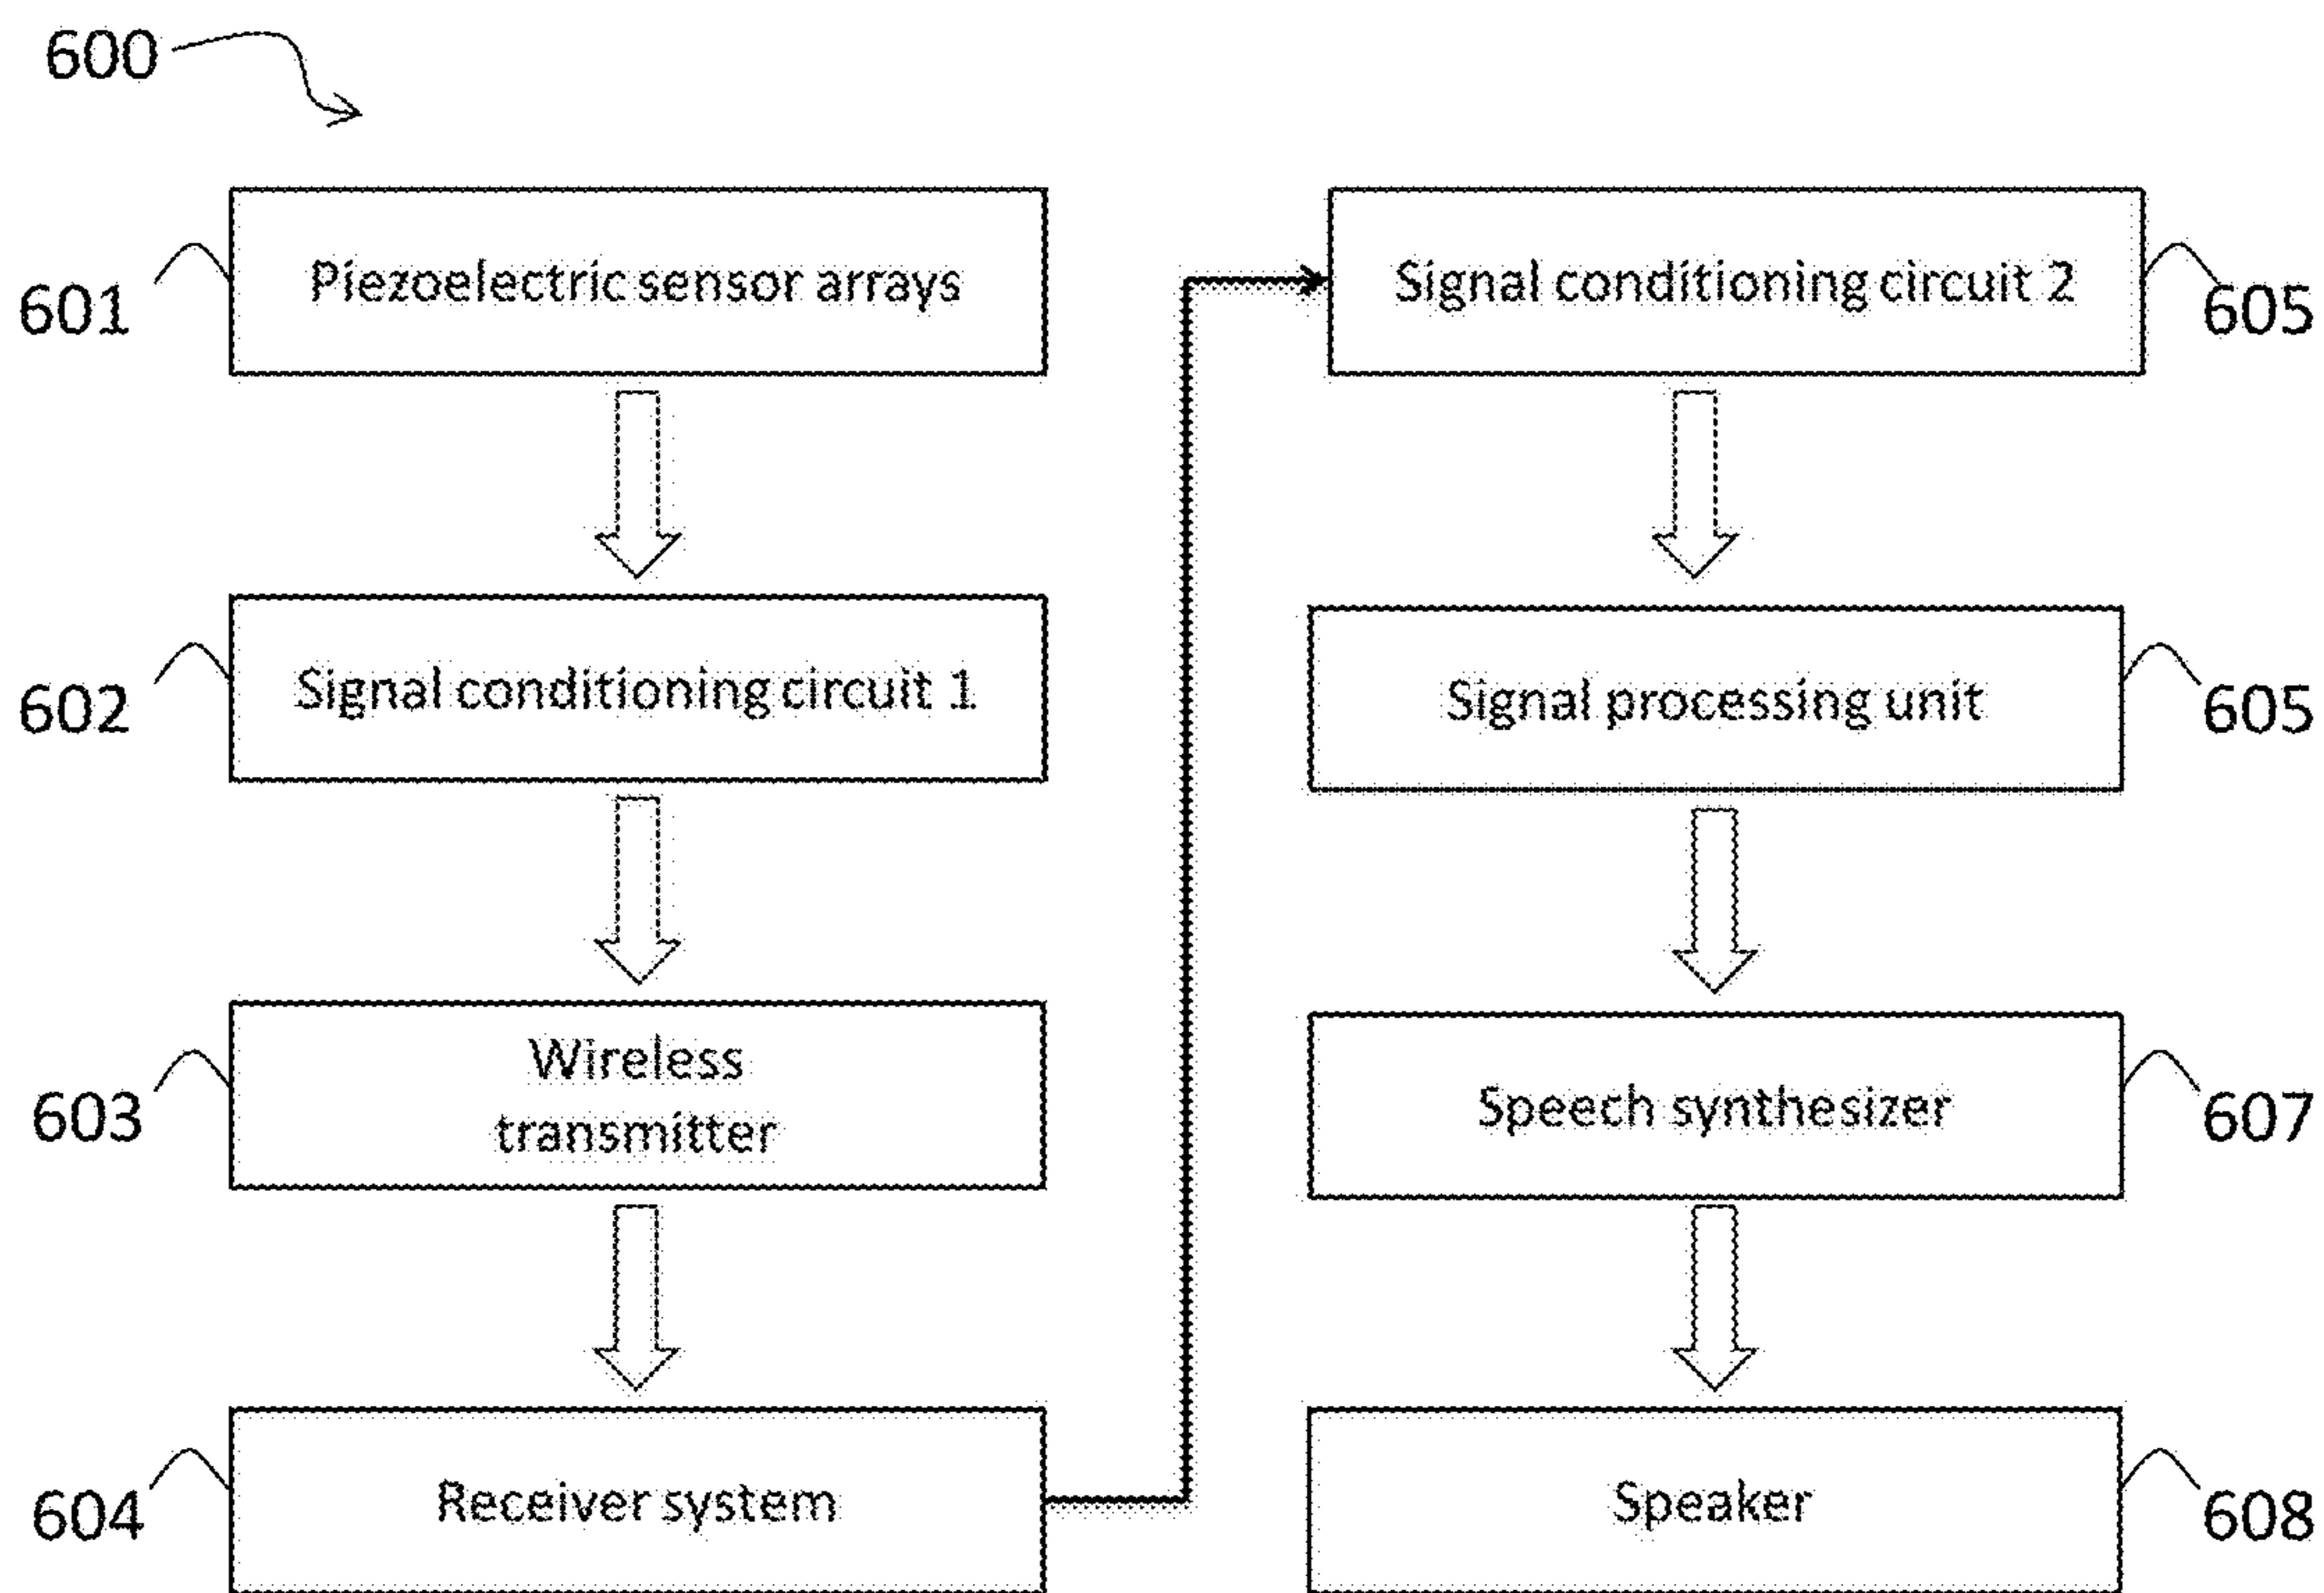 600
601
Piezoelectric sensor arrays
602
Signal conditioning circuit 1
603
Wireless
transmitter
604
Receiver system
Signal conditioning circuit 2
605
Signal processing unit
605
Speech synthesizer
607
Speaker
608